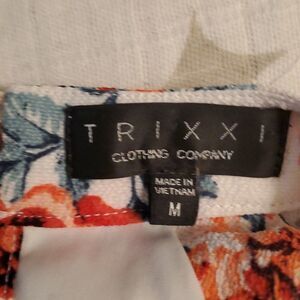 TRIXXI
CLOTHING COMPANY
MADE IN
VIETNAM
M